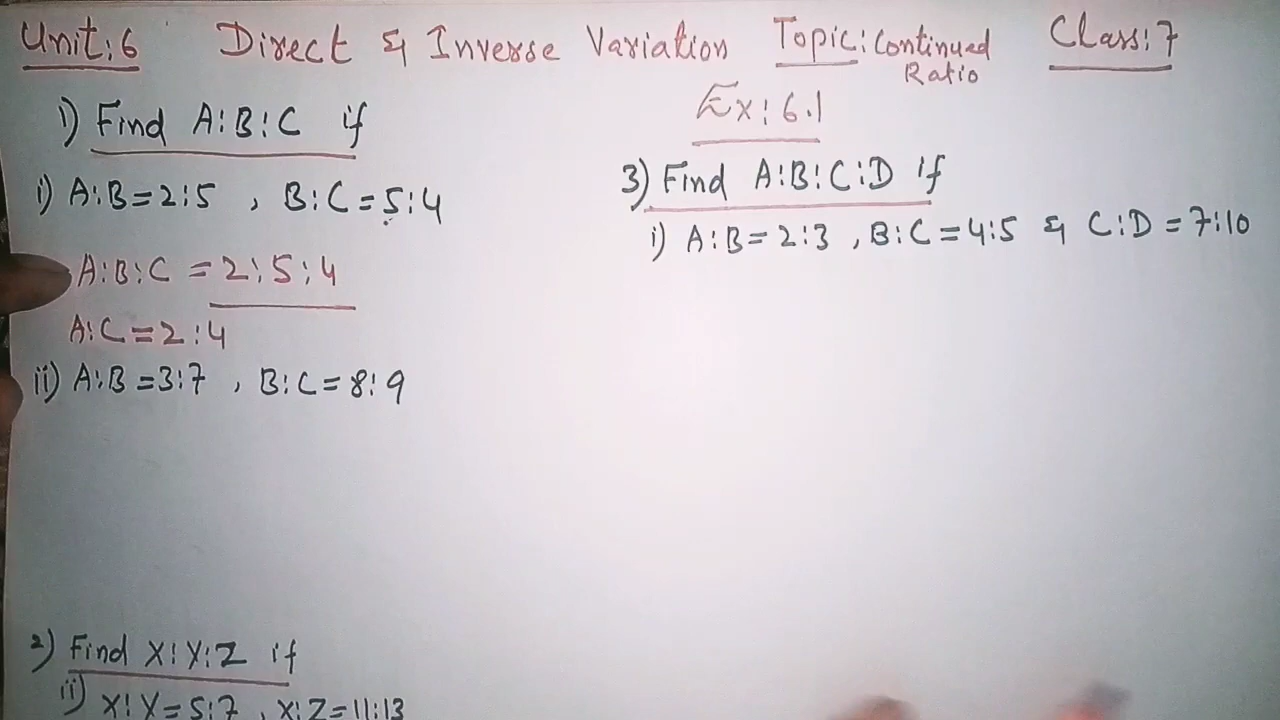 Unit:6 Direct & Inverse Variation Topic: Continued Ratio Class:7
Ex:6.1
1) Find A:B:C if
i) A:B=2:5 , B:C=5:4
A:B:C = 2:5:4
A:C=2:4
ii) A:B=3:7 , B:C=8:9
2) Find X:Y:Z if
ii) X:Y=5:7 , X:Z=11:13
3) Find A:B:C:D if
i) A:B=2:3 , B:C=4:5 & C:D=7:10